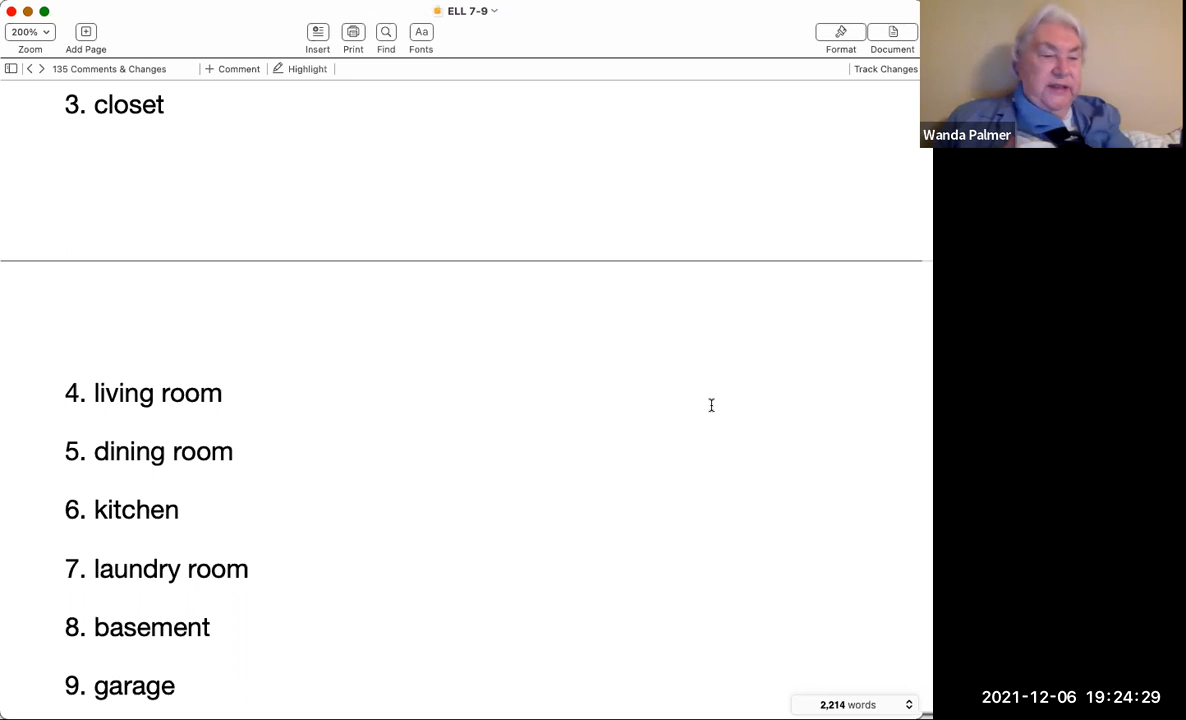 ELL 7-9
200%
Zoom
Add Page
Insert
Print
Find
Aa
Fonts
Format
Document
135 Comments & Changes
+ Comment
Highlight
Track Changes
Wanda Palmer
3. closet
4. living room
5. dining room
6. kitchen
7. laundry room
8. basement
9. garage
2,214 words
2021-12-06 19:24:29